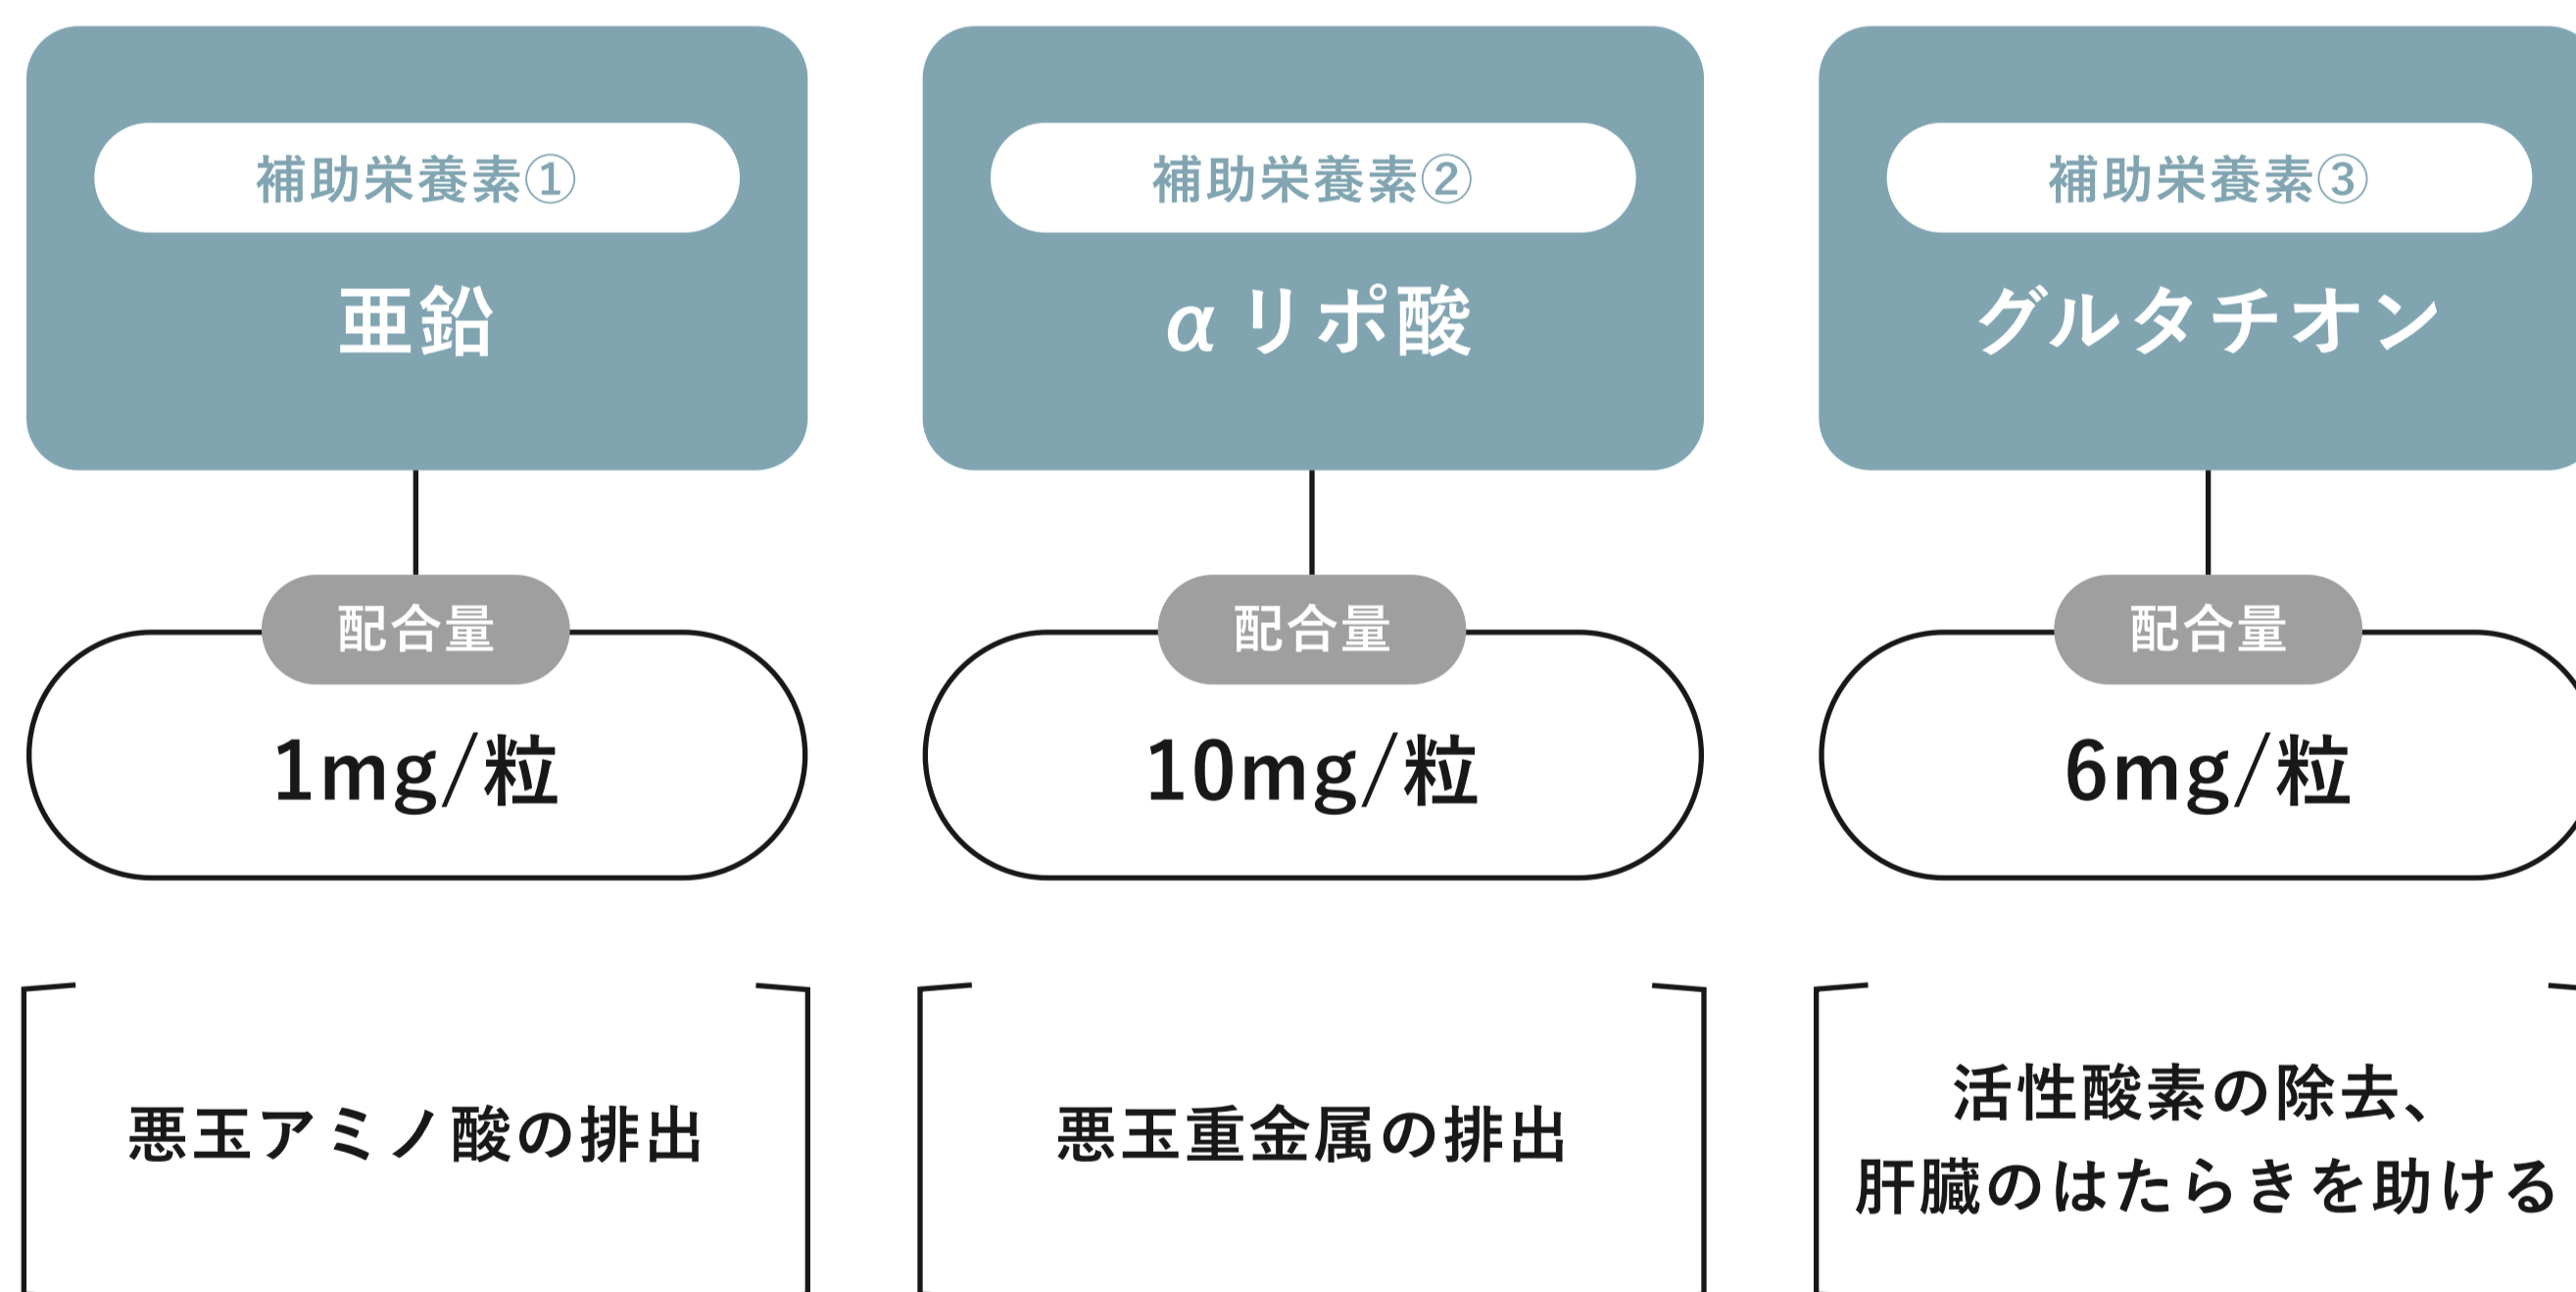 補助栄養素①
亜鉛
配合量
1mg/粒
悪玉アミノ酸の排出
補助栄養素②
αリポ酸
配合量
10mg/粒
悪玉重金属の排出
補助栄養素③
グルタチオン
配合量
6mg/粒
活性酸素の除去、
肝臓のはたらきを助ける